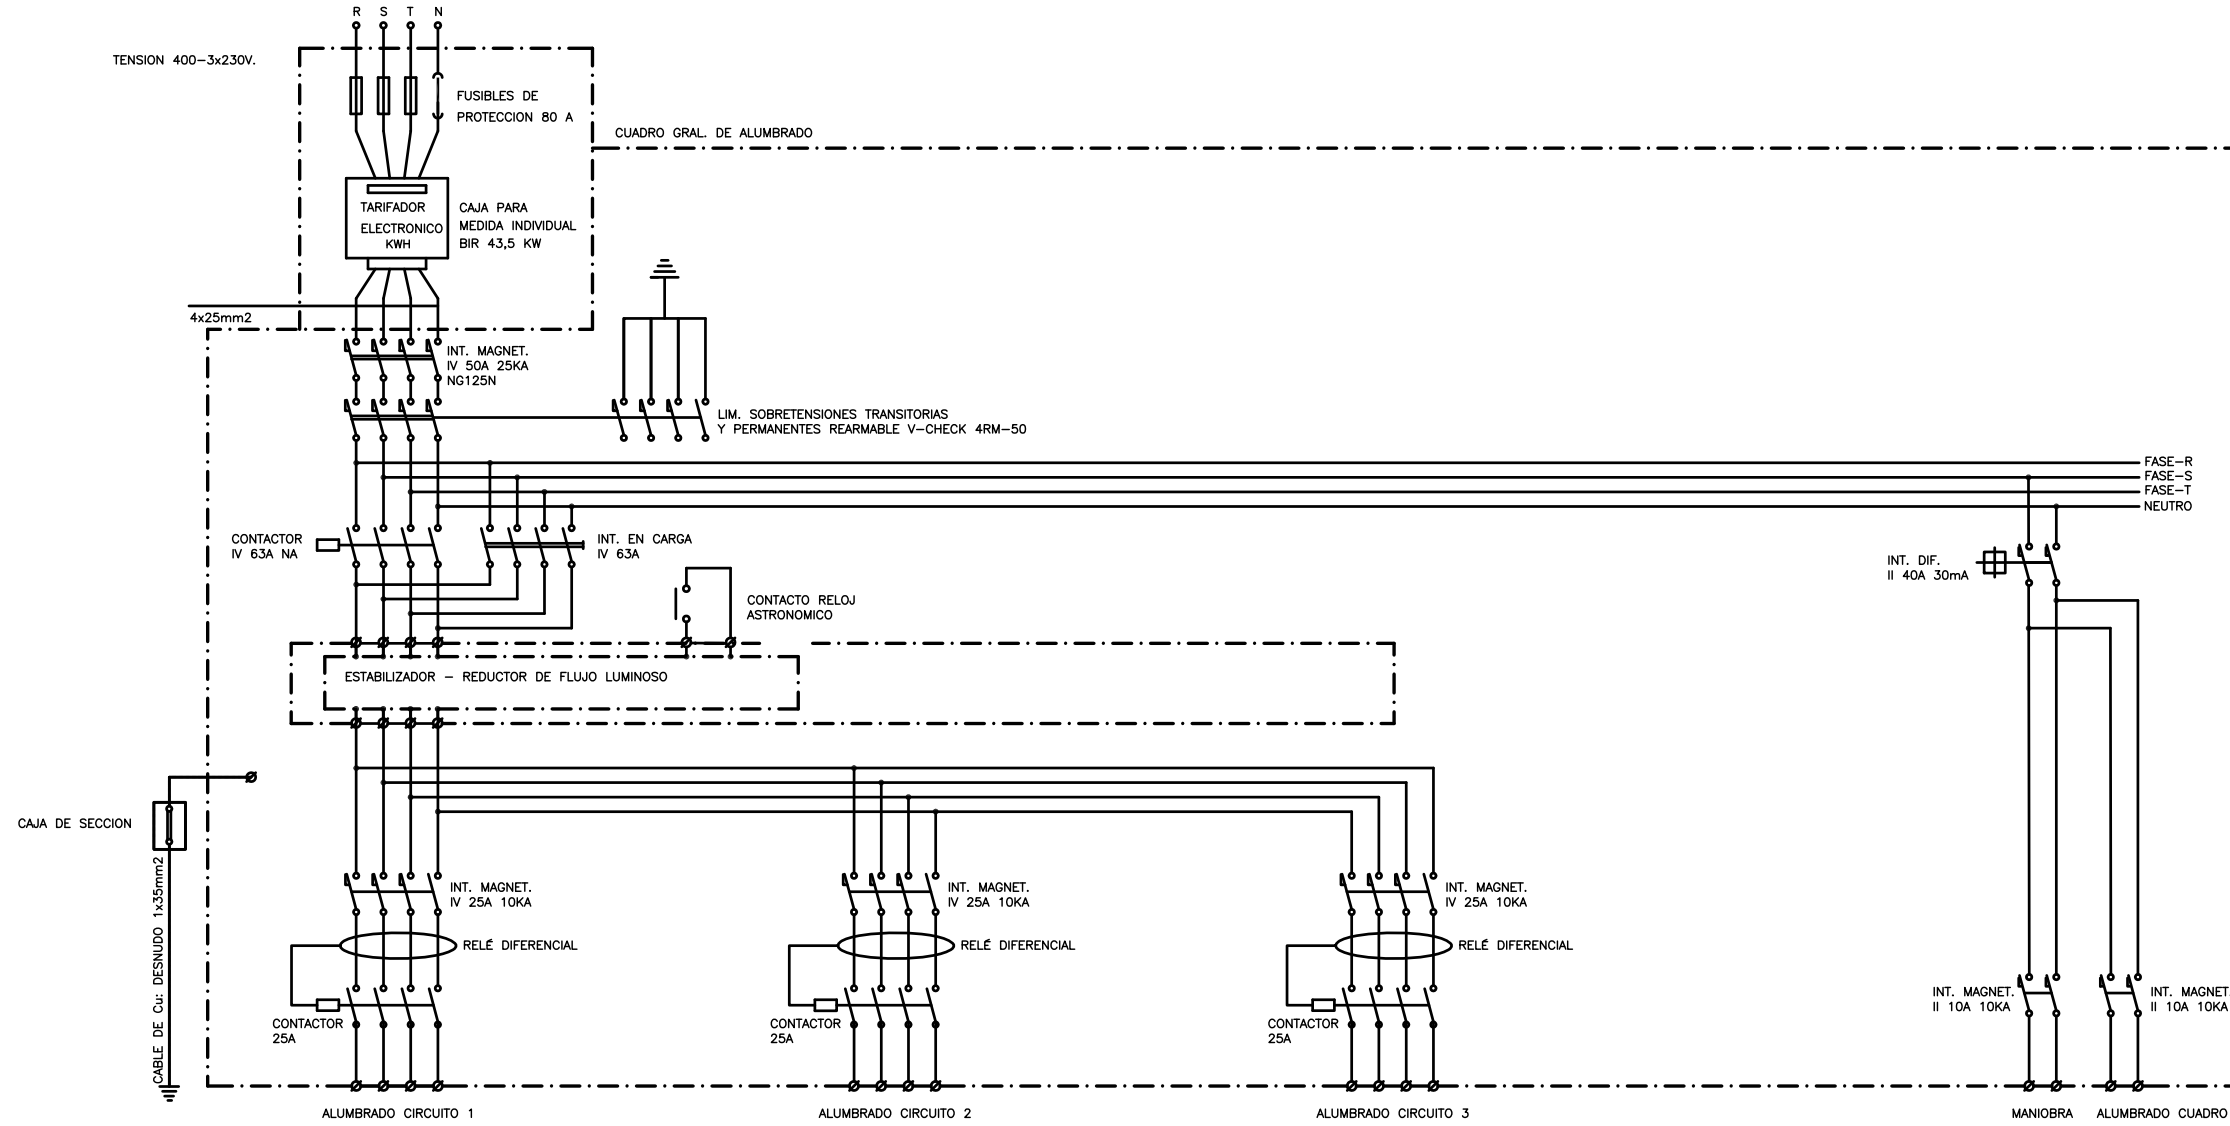 R S T N
TENSION 400-3x230V.
FUSIBLES DE
PROTECCION 80 A
CUADRO GRAL. DE ALUMBRADO
TARIFADOR
ELECTRONICO
KWH
CAJA PARA
MEDIDA INDIVIDUAL
BIR 43,5 KW
4x25mm2
INT. MAGNET.
IV 50A 25KA
NG125N
LIM. SOBRETENSIONES TRANSITORIAS
Y PERMANENTES REARMABLE V-CHECK 4RM-50
FASE-R
FASE-S
FASE-T
NEUTRO
CONTACTOR
IV 63A NA
INT. EN CARGA
IV 63A
INT. DIF.
II 40A 30mA
CONTACTO RELOJ
ASTRONOMICO
ESTABILIZADOR - REDUCTOR DE FLUJO LUMINOSO
CAJA DE SECCION
CABLE DE Cu: DESNUDO 1x35mm2
INT. MAGNET.
IV 25A 10KA
INT. MAGNET.
IV 25A 10KA
INT. MAGNET.
IV 25A 10KA
RELÉ DIFERENCIAL
RELÉ DIFERENCIAL
RELÉ DIFERENCIAL
CONTACTOR
25A
CONTACTOR
25A
CONTACTOR
25A
INT. MAGNET.
II 10A 10KA
INT. MAGNET.
II 10A 10KA
ALUMBRADO CIRCUITO 1
ALUMBRADO CIRCUITO 2
ALUMBRADO CIRCUITO 3
MANIOBRA
ALUMBRADO CUADRO